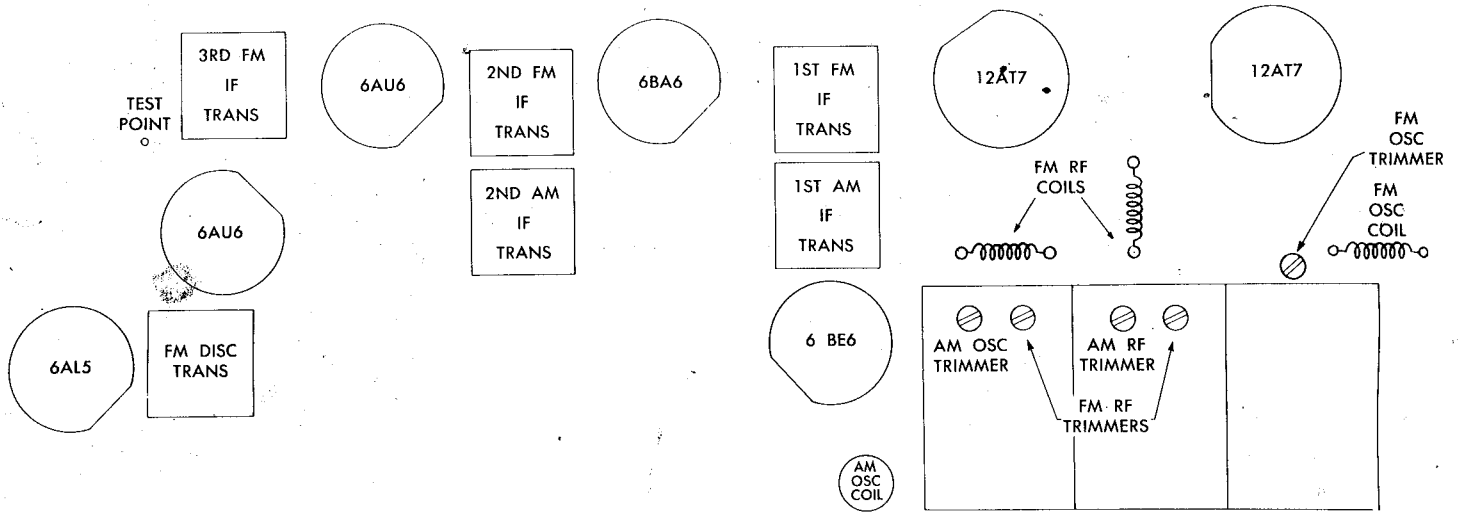 3RD FM
IF
TRANS
6AU6
2ND FM
IF
TRANS
6BA6
1ST FM
IF
TRANS
12AT7
12AT7
TEST
POINT
FM
OSC
TRIMMER
6AU6
2ND AM
IF
TRANS
1ST AM
IF
TRANS
FM RF
COILS
FM
OSC
COIL
6AL5
FM DISC
TRANS
6 BE6
AM OSC
TRIMMER
AM RF
TRIMMER
FM RF
TRIMMERS
AM
OSC
COIL